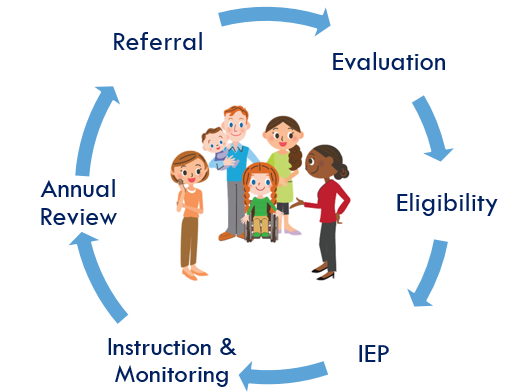 Referral
Evaluation
Eligibility
IEP
Instruction &
Monitoring
Annual
Review